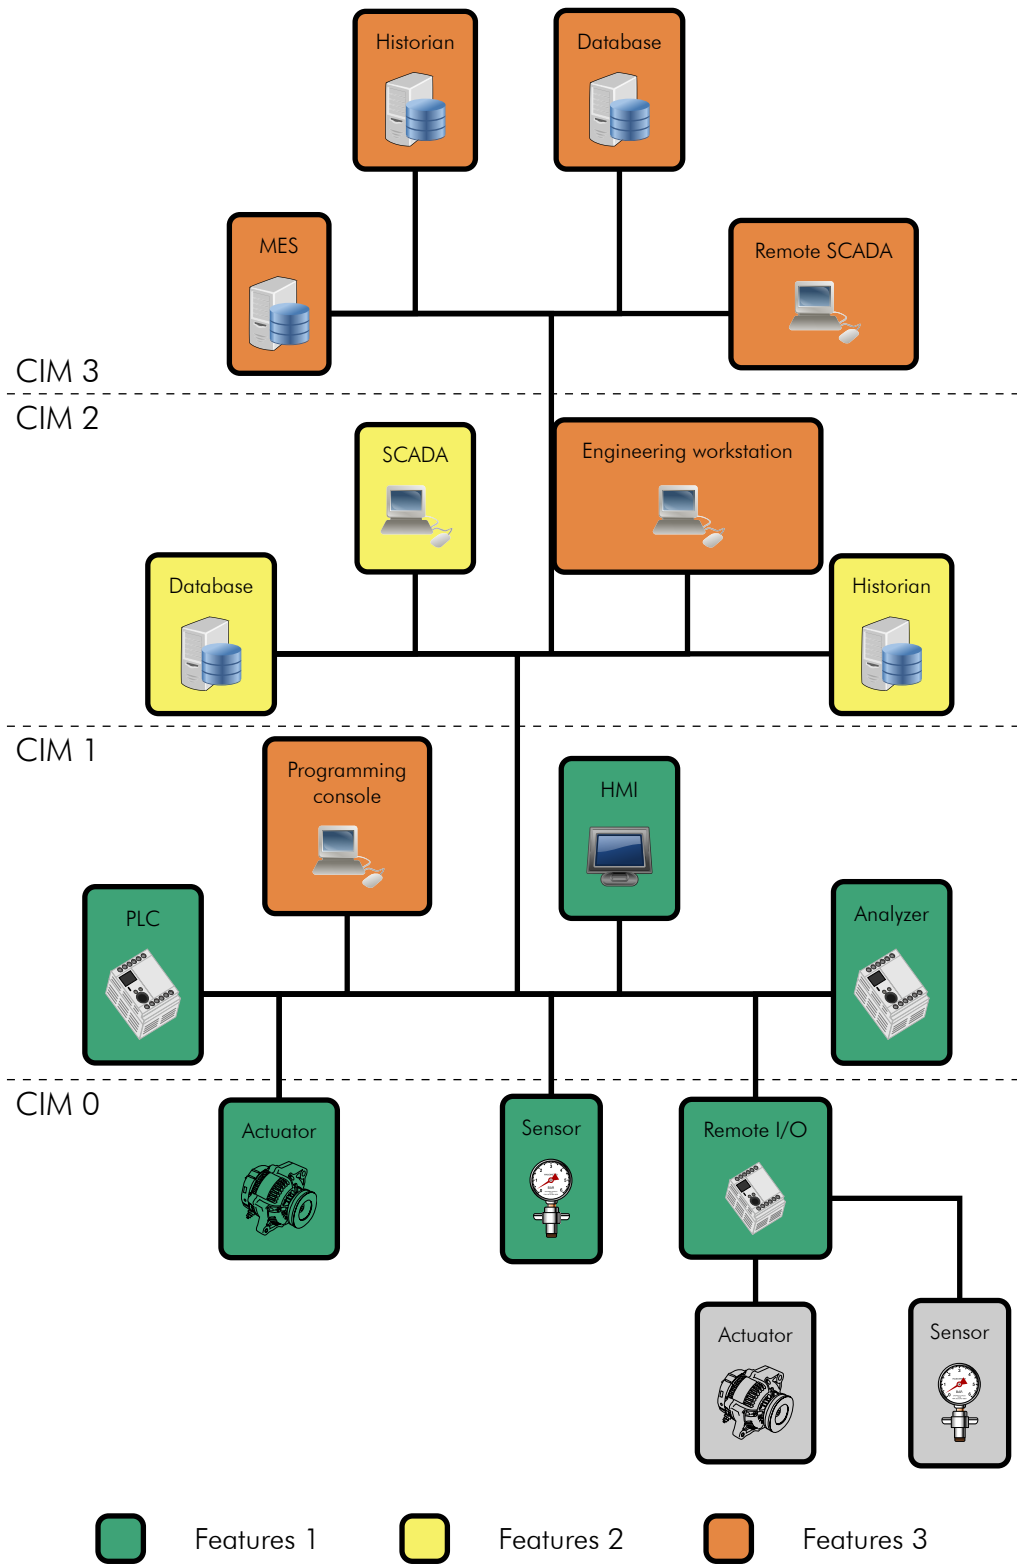 Historian
Database
MES
Remote SCADA
CIM 3
CIM 2
SCADA
Engineering workstation
Database
Historian
CIM 1
Programming
console
HMI
PLC
Analyzer
CIM 0
Actuator
Sensor
Remote I/O
Actuator
Sensor
Features 1
Features 2
Features 3